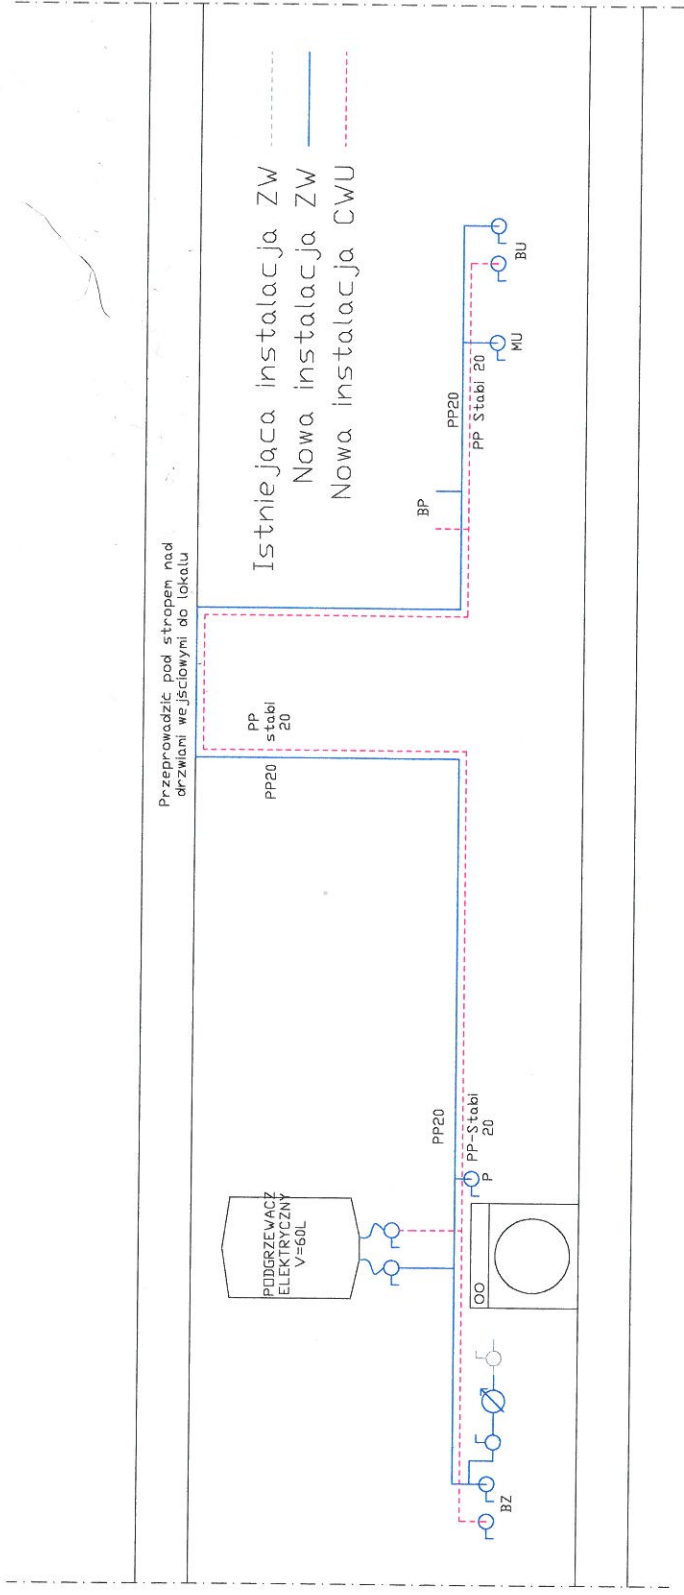 Istniejąca instalacja ZW
Nowa instalacja ZW
Nowa instalacja CWU
Przeprowadzić pod stropem nad
drzwiami wejściowymi do lokalu
PP
stabi
20
PP20
BP
PP20
PP Stabi 20
MU
BU
PODGRZEWACZ
ELEKTRYCZNY
V=60L
PP20
PP-Stabi
20
P
BZ